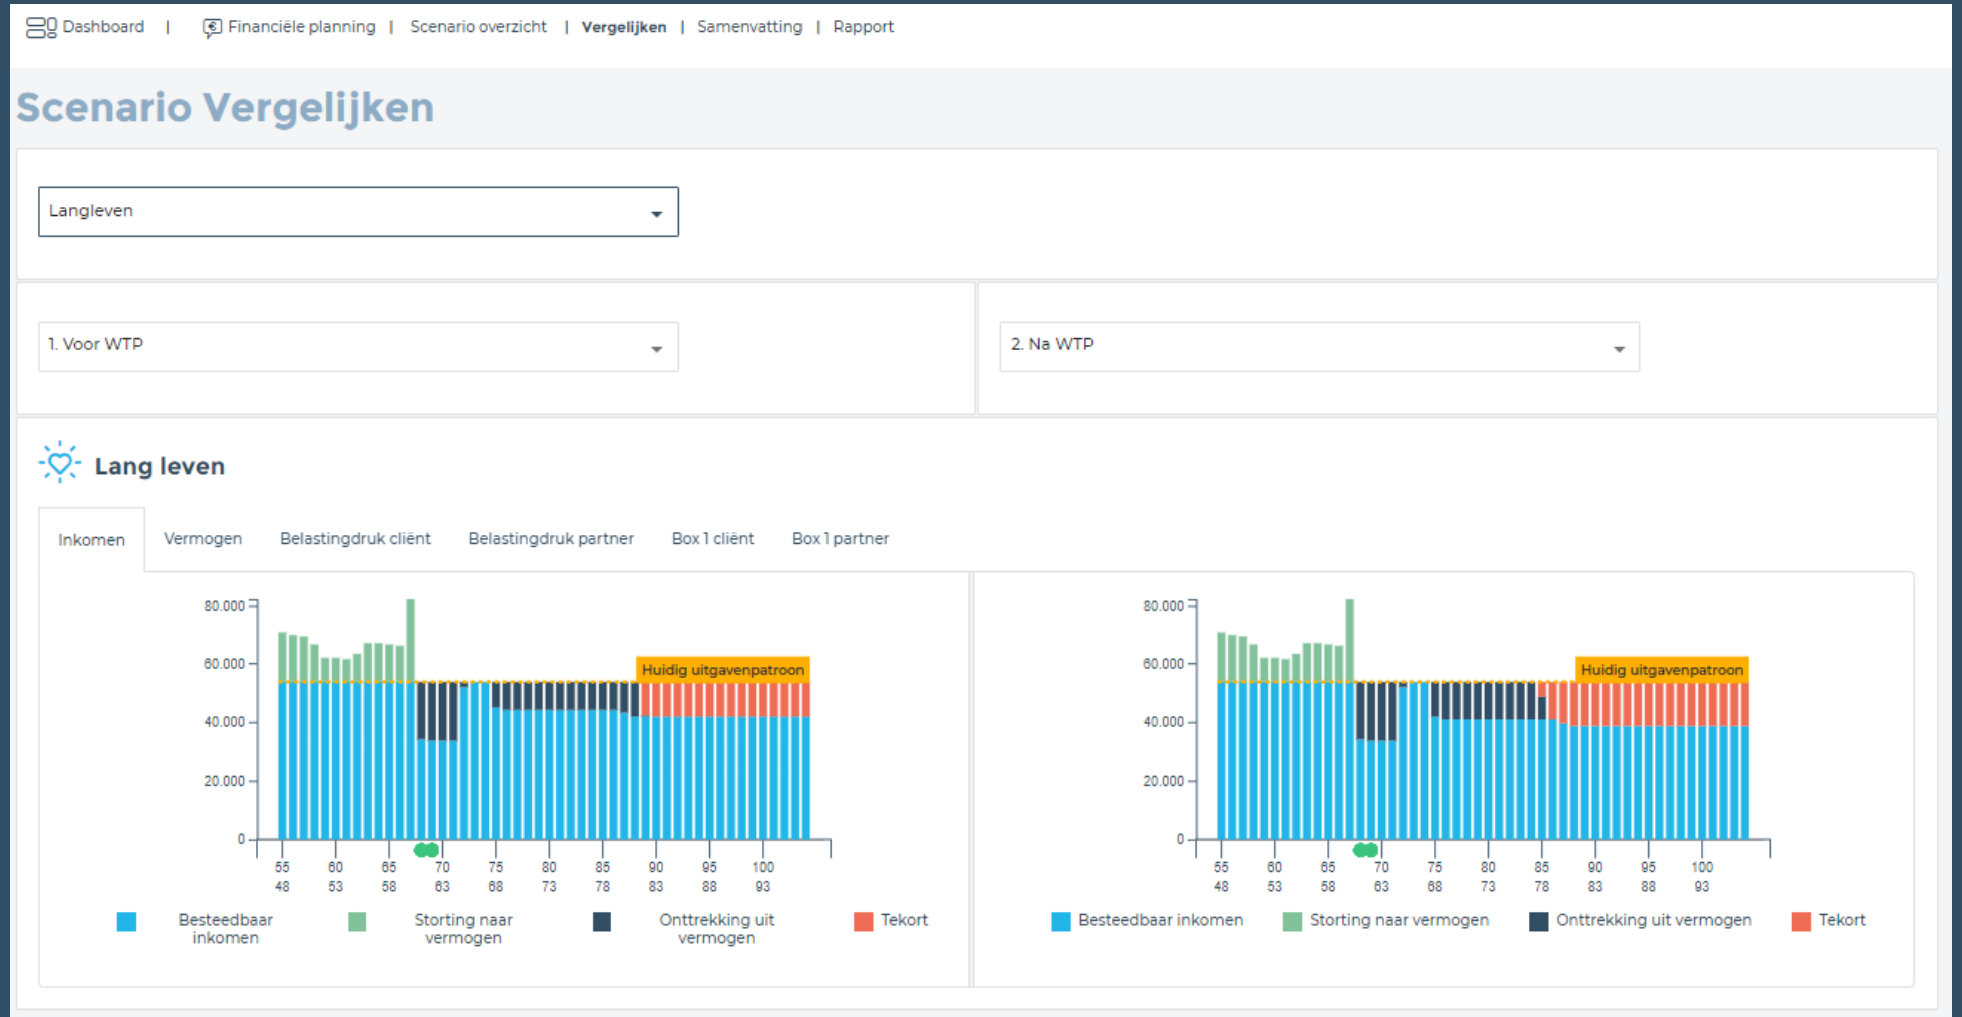 Dashboard | Financiële planning | Scenario overzicht | Vergelijken | Samenvatting | Rapport
Scenario Vergelijken
Langleven
1. Voor WTP
2. Na WTP
Lang leven
Inkomen Vermogen Belastingdruk cliënt Belastingdruk partner Box 1 cliënt Box 1 partner
80.000
60.000
40.000
20.000
0
Huidig uitgavenpatroon
55 60 65 70 75 80 85 90 95 100
48 53 58 63 68 73 78 83 88 93
Besteedbaar
inkomen
Storting naar
vermogen
Onttrekking uit
vermogen
Tekort
80.000
60.000
40.000
20.000
0
Huidig uitgavenpatroon
55 60 65 70 75 80 85 90 95 100
48 53 58 63 68 73 78 83 88 93
Besteedbaar inkomen Storting naar vermogen Onttrekking uit vermogen Tekort